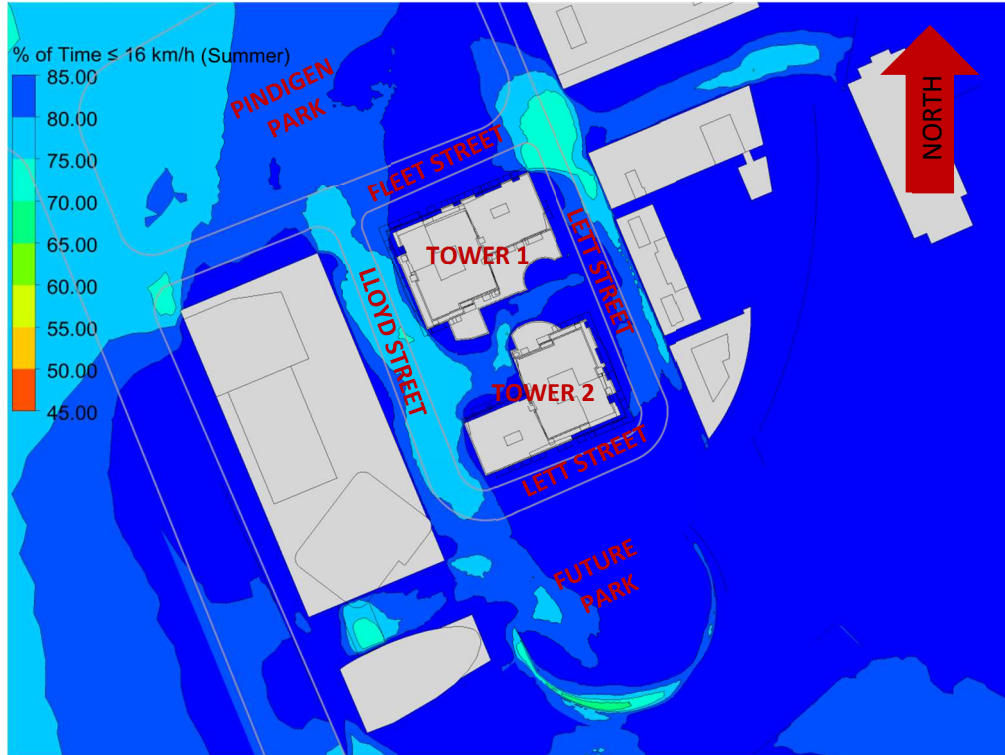 % of Time ≤ 16 km/h (Summer)
85.00
80.00
75.00
70.00
65.00
60.00
55.00
50.00
45.00
PINDIGEN
PARK
NORTH
FLEET STREET
TOWER 1
LETT STREET
LLOYD STREET
TOWER 2
LETT STREET
FUTURE
PARK